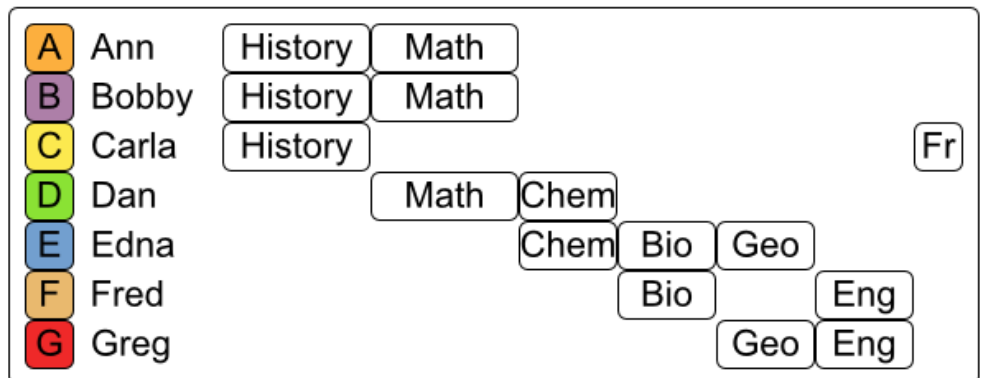 A Ann History Math
B Bobby History Math
C Carla History Fr
D Dan Math Chem
E Edna Chem Bio Geo
F Fred Bio Eng
G Greg Geo Eng